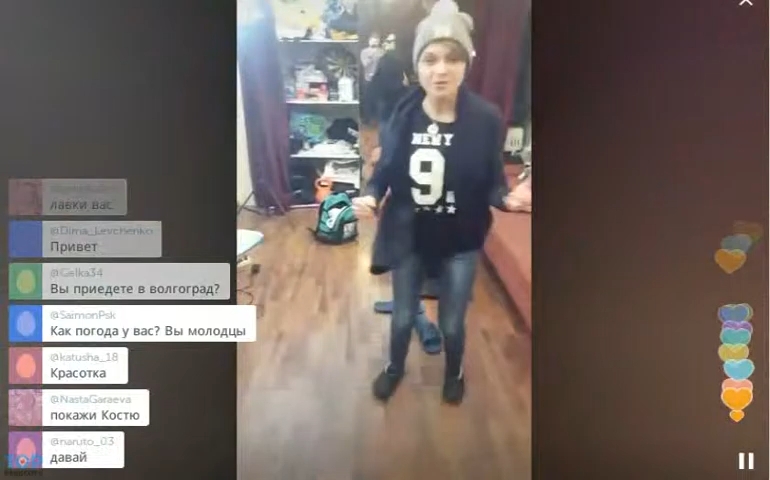 лавки вас
@Dima_Levchenko
Привет
@Gelka34
Вы приедете в волгоград?
@SaimonPsk
Как погода у вас? Вы молодцы
@katusha_18
Красотка
@NastaGaraeva
покажи Костю
@naruto_03
давай
9